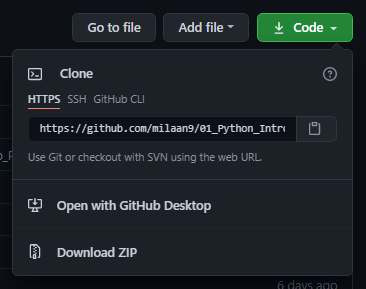 Go to file Add file Code
Clone
HTTPS SSH GitHub CLI
https://github.com/milaan9/01_Python_Intr
Use Git or checkout with SVN using the web URL.
Open with GitHub Desktop
Download ZIP
6 days ago